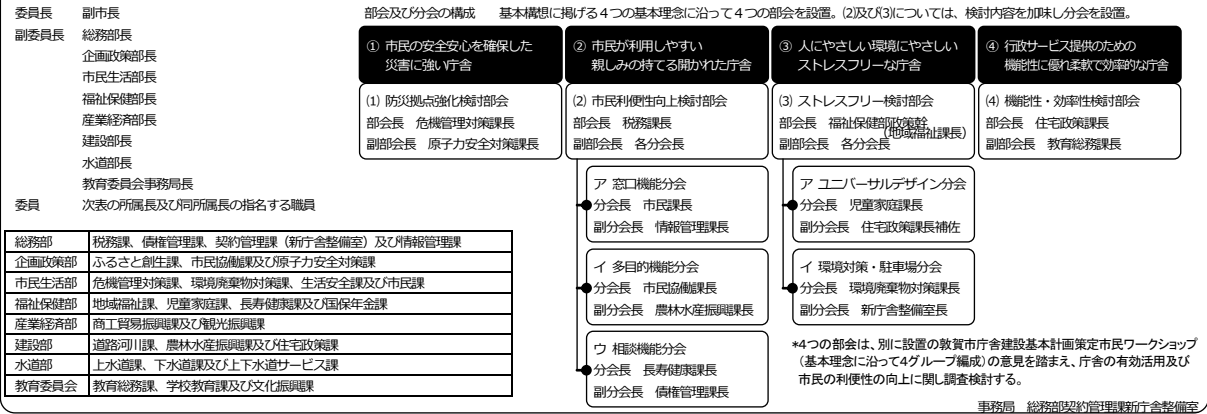 委員長　副市長
副委員長　総務部長
企画政策部長
市民生活部長
福祉保健部長
産業経済部長
建設部長
水道部長
教育委員会事務局長
委員　次表の所属長及び同所属長の指名する職員
総務部　税務課、債権管理課、契約管理課（新庁舎整備室）及び情報管理課
企画政策部　ふるさと創生課、市民協働課及び原子力安全対策課
市民生活部　危機管理対策課、環境廃棄物対策課、生活安全課及び市民課
福祉保健部　地域福祉課、児童家庭課、長寿健康課及び国保年金課
産業経済部　商工貿易振興課及び観光振興課
建設部　道路河川課、農林水産振興課及び住宅政策課
水道部　上水道課、下水道課及び上下水道サービス課
教育委員会　教育総務課、学校教育課及び文化振興課
部会及び分会の構成　基本構想に掲げる４つの基本理念に沿って４つの部会を設置。(2)及び(3)については、検討内容を加味し分会を設置。
① 市民の安全安心を確保した
災害に強い庁舎
(1) 防災拠点強化検討部会
部会長　危機管理対策課長
副部会長　原子力安全対策課長
② 市民が利用しやすい
親しみの持てる開かれた庁舎
(2) 市民利便性向上検討部会
部会長　税務課長
副部会長　各分会長
ア 窓口機能分会
分会長　市民課長
副分会長　情報管理課長
イ 多目的機能分会
分会長　市民協働課長
副分会長　農林水産振興課長
ウ 相談機能分会
分会長　長寿健康課長
副分会長　債権管理課長
③ 人にやさしい環境にやさしい
ストレスフリーな庁舎
(3) ストレスフリー検討部会
部会長　福祉保健部政策幹
（地域福祉課長）
副部会長　各分会長
ア ユニバーサルデザイン分会
分会長　児童家庭課長
副分会長　住宅政策課長補佐
イ 環境対策・駐車場分会
分会長　環境廃棄物対策課長
副分会長　新庁舎整備室長
④ 行政サービス提供のための
機能性に優れ柔軟で効率的な庁舎
(4) 機能性・効率性検討部会
部会長　住宅政策課長
副部会長　教育総務課長
*4つの部会は、別に設置の敦賀市庁舎建設基本計画策定市民ワークショップ
（基本理念に沿って4グループ編成）の意見を踏まえ、庁舎の有効活用及び
市民の利便性の向上に関し調査検討する。
事務局　総務部契約管理課新庁舎整備室